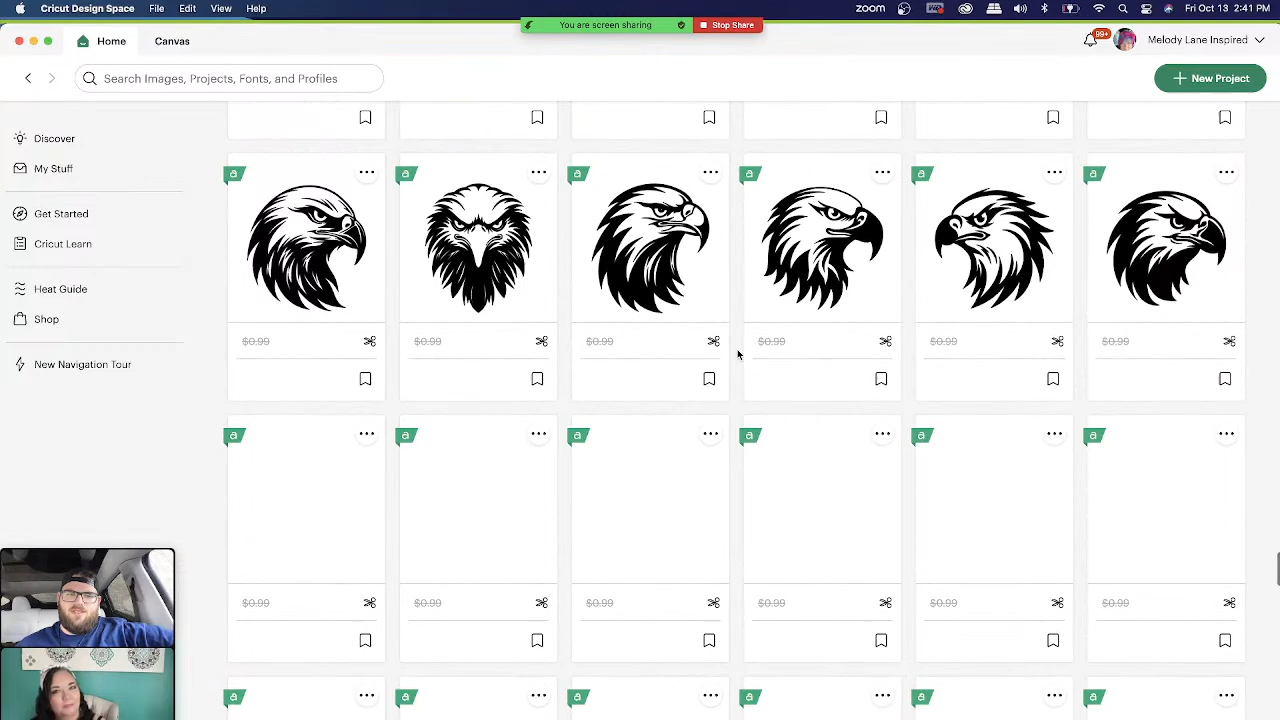 Cricut Design Space File Edit View Help zoom Fri Oct 13 2:41 PM
You are screen sharing Stop Share
Home Canvas 99+ Melody Lane Inspired
Search Images, Projects, Fonts, and Profiles New Project
Discover
My Stuff
Get Started
Cricut Learn
Heat Guide
Shop
New Navigation Tour
a a a a a a
$0.99 $0.99 $0.99 $0.99 $0.99 $0.99
a a a a a a
$0.99 $0.99 $0.99 $0.99 $0.99 $0.99
a a a a a a